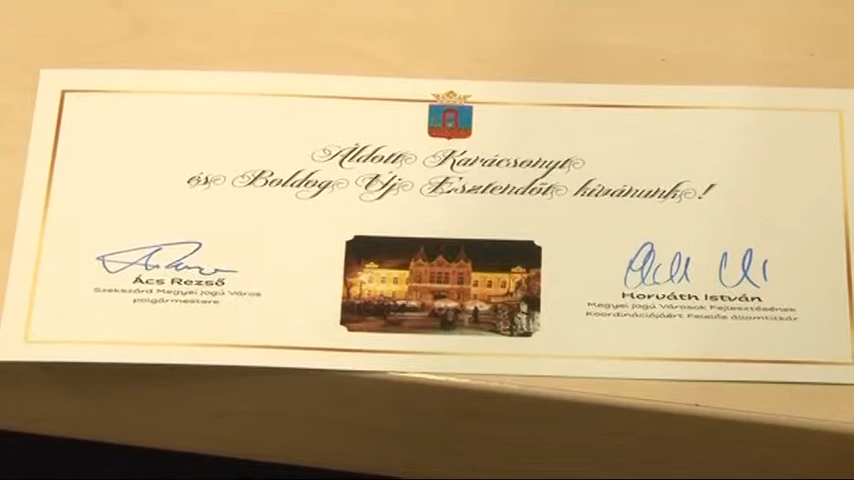 Áldott Karácsonyt
és Boldog Új Esztendőt kívánunk!
Ács Rezső
Szekszárd Megyei Jogú Város
polgármestere
Horváth István
Megyei Jogú Városok Fejlesztésének
Koordinációjáért Felelős államtitkár